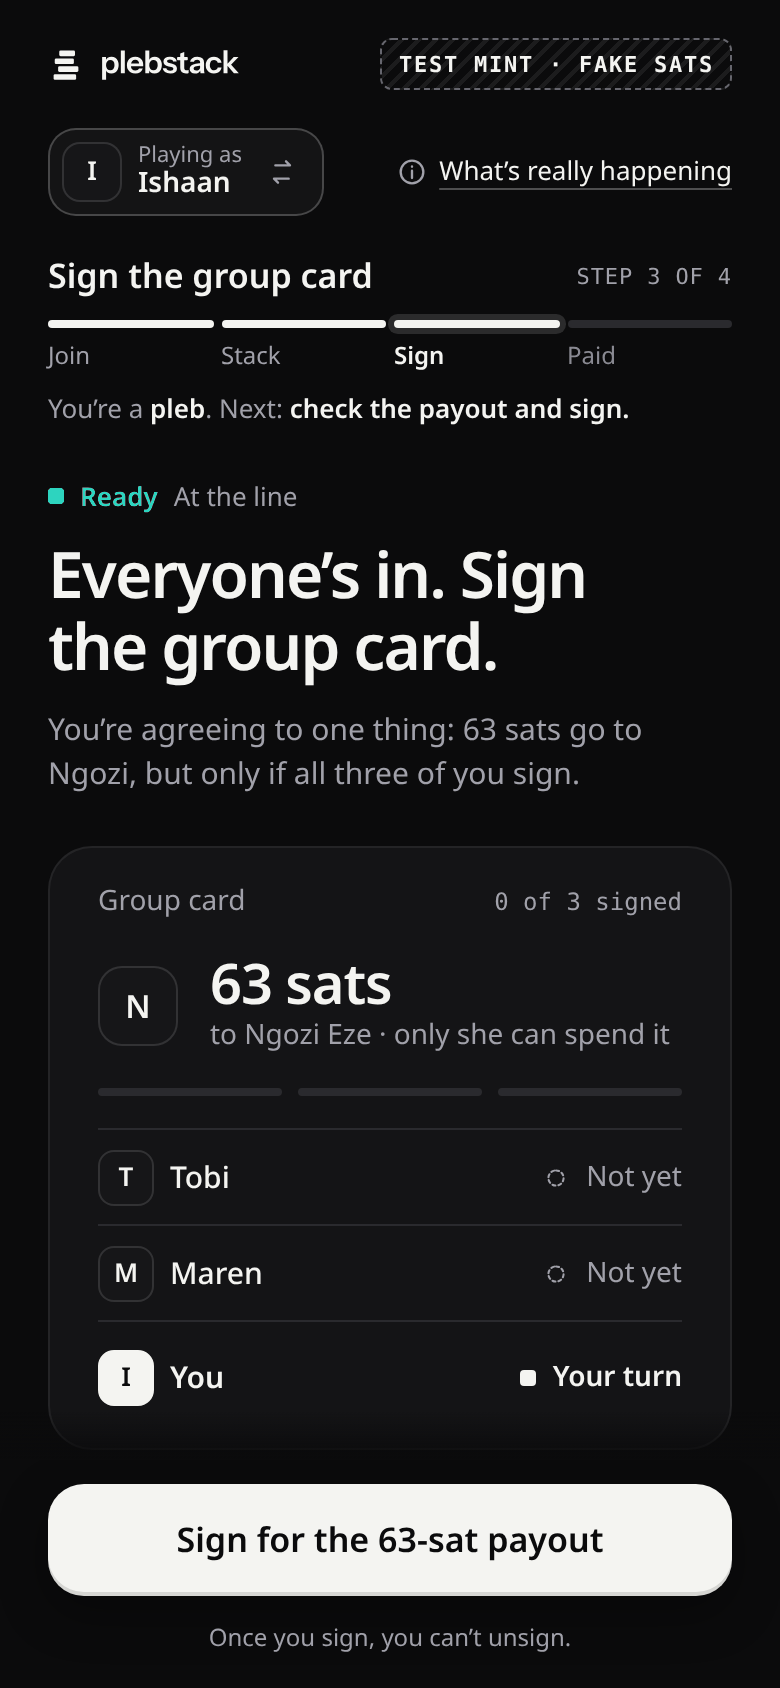 plebstack
TEST MINT · FAKE SATS
I
Playing as
Ishaan
What’s really happening
Sign the group card
STEP 3 OF 4
Join
Stack
Sign
Paid
You’re a pleb. Next: check the payout and sign.
Ready At the line
Everyone’s in. Sign
the group card.
You’re agreeing to one thing: 63 sats go to
Ngozi, but only if all three of you sign.
Group card
0 of 3 signed
N
63 sats
to Ngozi Eze · only she can spend it
T
Tobi
Not yet
M
Maren
Not yet
I
You
Your turn
Sign for the 63-sat payout
Once you sign, you can’t unsign.